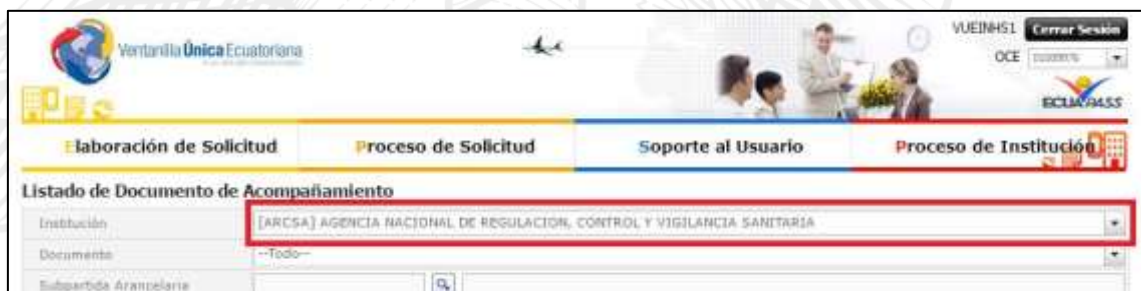 VUEINHS1 Cerrar Sesión
Ventanilla Única Ecuatoriana
OCE
ECUAPASS
Elaboración de Solicitud
Proceso de Solicitud
Soporte al Usuario
Proceso de Institución
Listado de Documento de Acompañamiento
Institución [ARCSA] AGENCIA NACIONAL DE REGULACION, CONTROL Y VIGILANCIA SANITARIA
Documento --Todo--
Subpartida Arancelaria